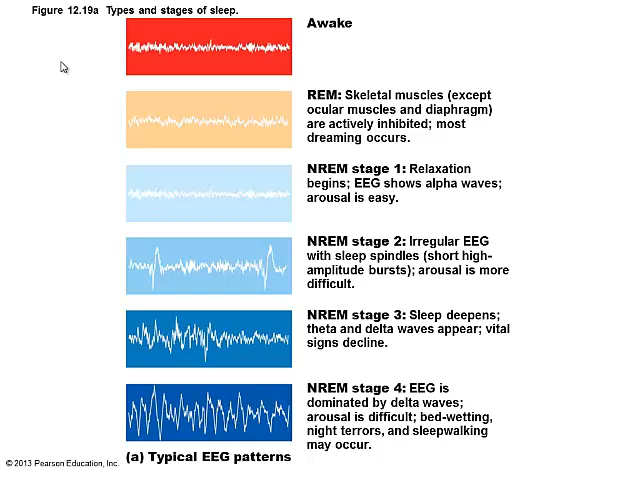 Figure 12.19a Types and stages of sleep.
Awake
REM: Skeletal muscles (except
ocular muscles and diaphragm)
are actively inhibited; most
dreaming occurs.
NREM stage 1: Relaxation
begins; EEG shows alpha waves;
arousal is easy.
NREM stage 2: Irregular EEG
with sleep spindles (short high-
amplitude bursts); arousal is more
difficult.
NREM stage 3: Sleep deepens;
theta and delta waves appear; vital
signs decline.
NREM stage 4: EEG is
dominated by delta waves;
arousal is difficult; bed-wetting,
night terrors, and sleepwalking
may occur.
(a) Typical EEG patterns
© 2013 Pearson Education, Inc.